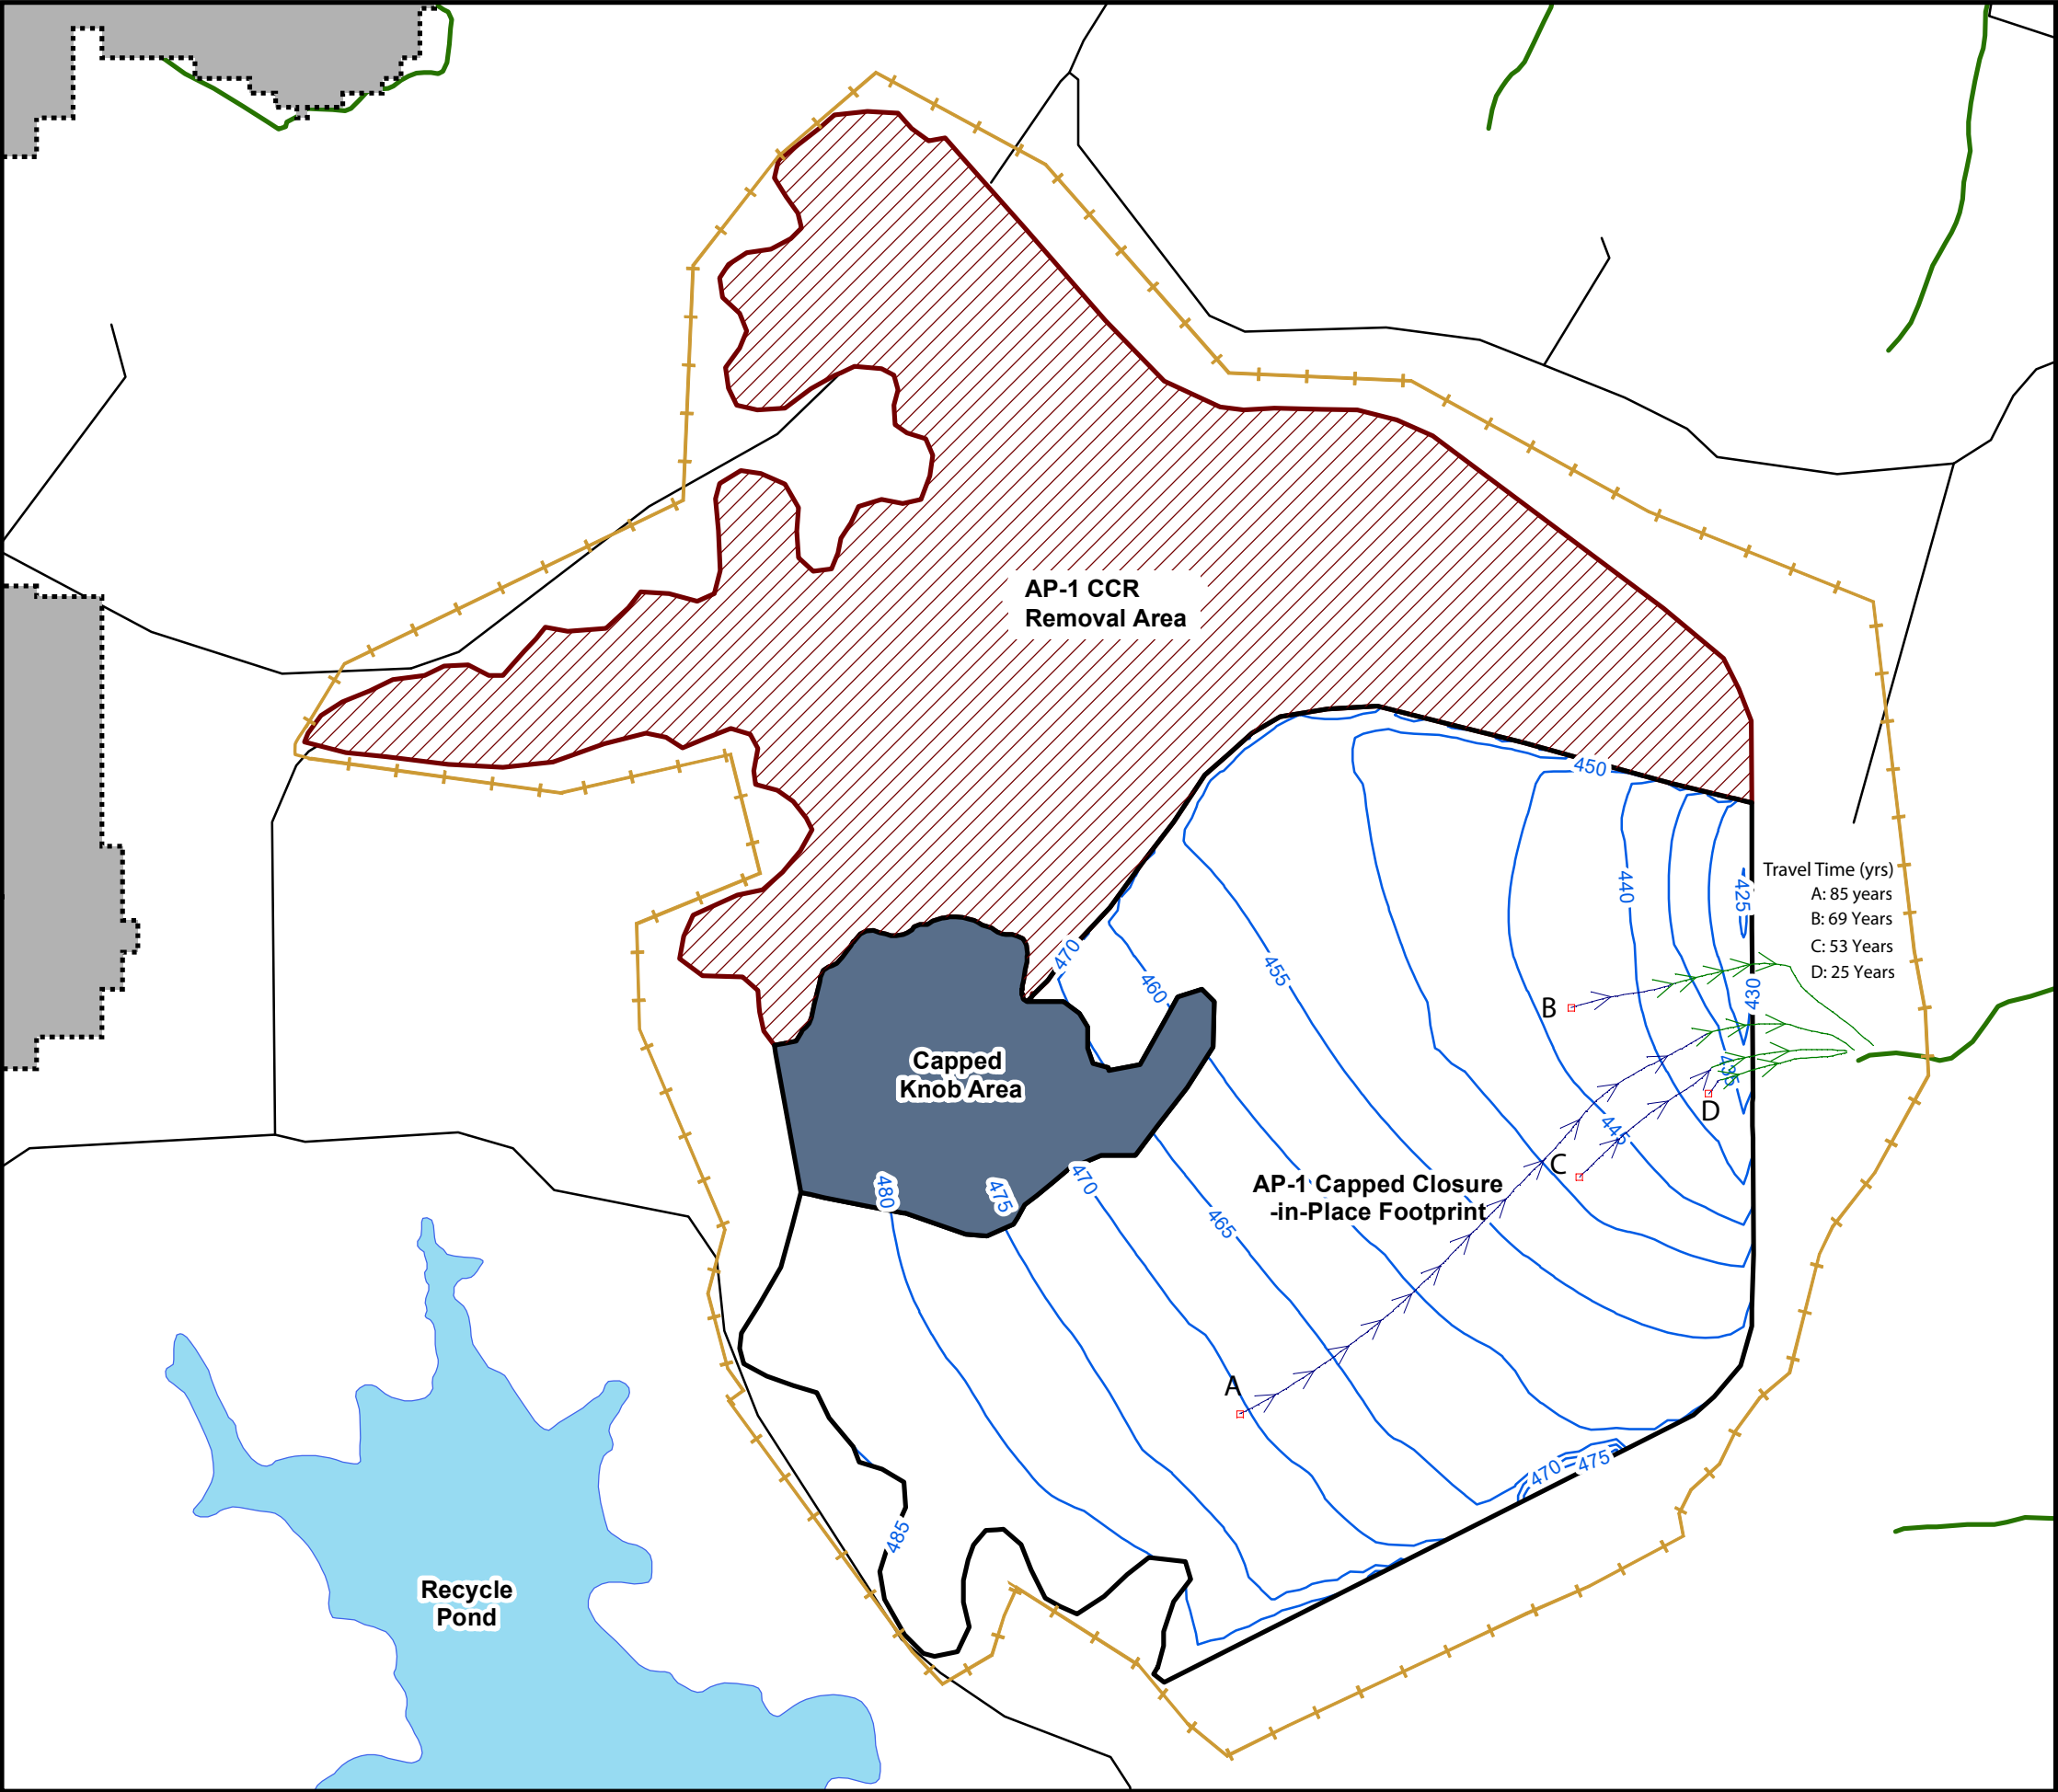 AP-1 CCR
Removal Area
450
Travel Time (yrs)
A: 85 years
B: 69 Years
C: 53 Years
D: 25 Years
440
425
470
460
455
430
B
435
D
Capped
Knob Area
445
C
480
475
470
465
AP-1 Capped Closure
-in-Place Footprint
A
470
475
485
Recycle
Pond